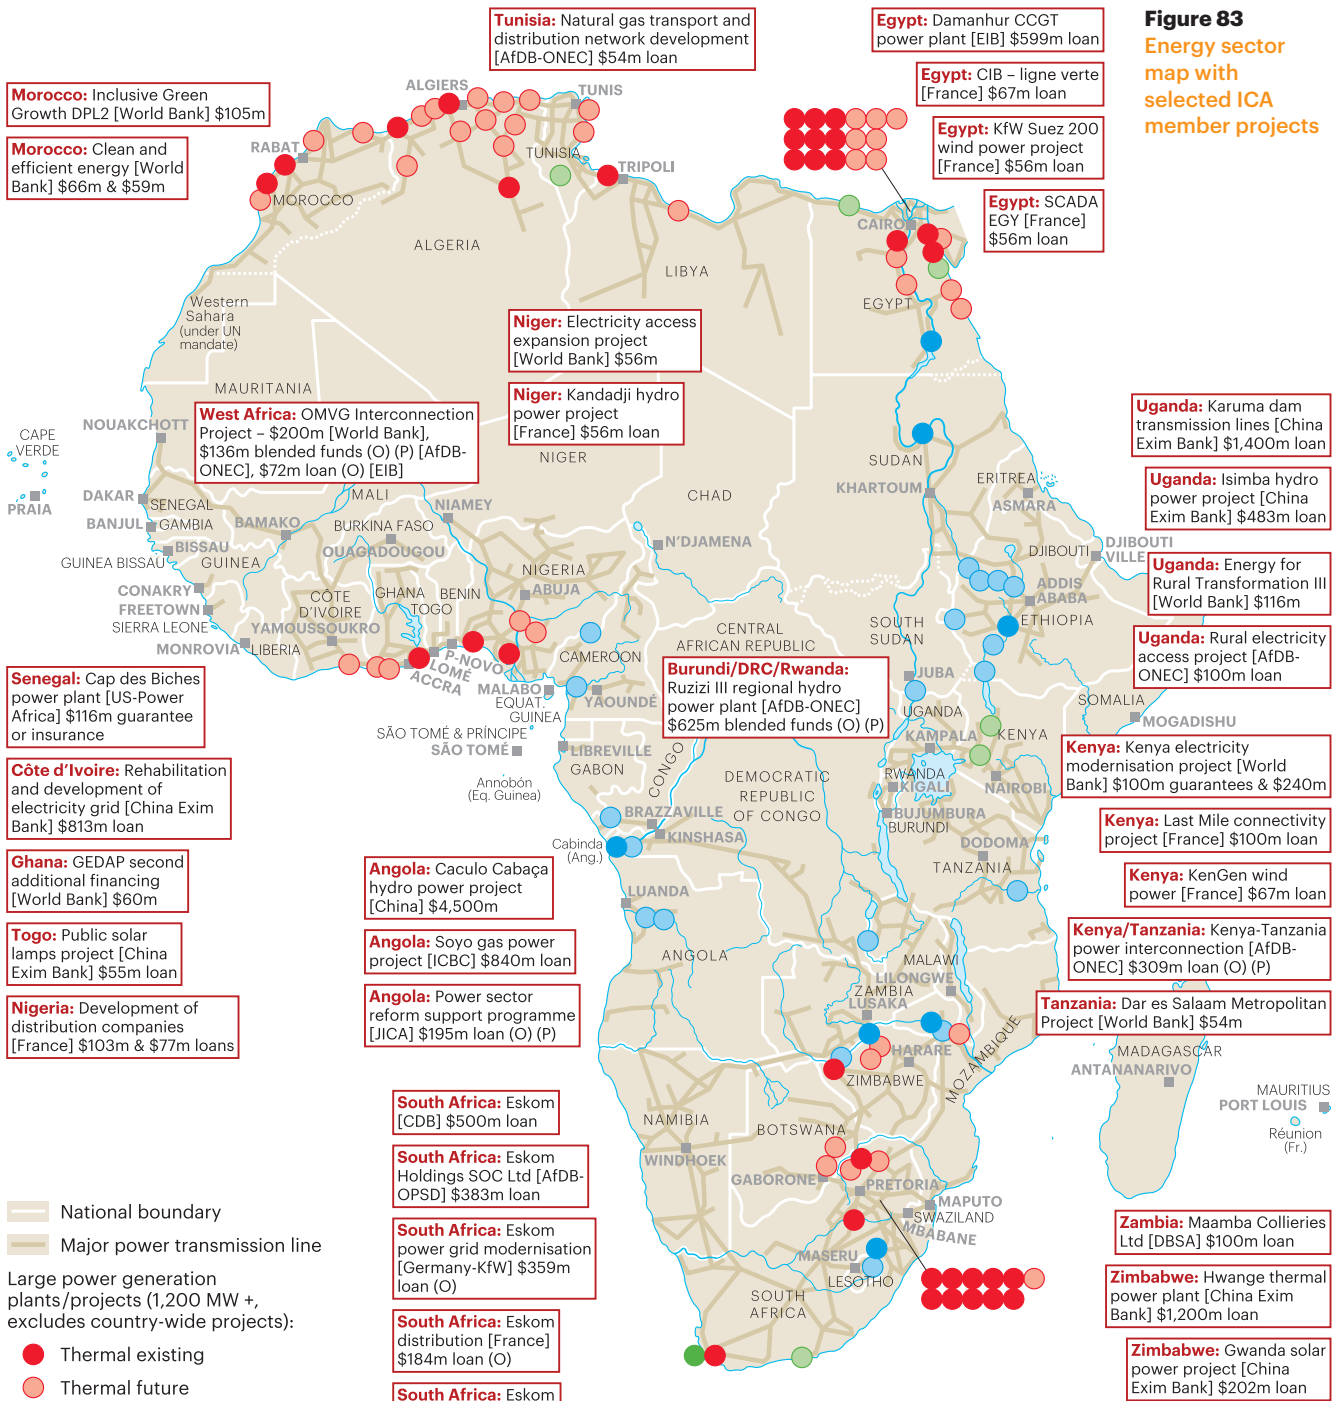 Figure 83
Energy sector
map with
selected ICA
member projects
Tunisia: Natural gas transport and
distribution network development
[AfDB-ONEC] $54m loan
Egypt: Damanhur CCGT
power plant [EIB] $599m loan
Egypt: CIB – ligne verte
[France] $67m loan
Egypt: KfW Suez 200
wind power project
[France] $56m loan
Egypt: SCADA
EGY [France]
$56m loan
Morocco: Inclusive Green
Growth DPL2 [World Bank] $105m
Morocco: Clean and
efficient energy [World
Bank] $66m & $59m
ALGIERS
TUNIS
RABAT
TUNISIA
TRIPOLI
MOROCCO
CAIRO
ALGERIA
LIBYA
EGYPT
Western
Sahara
(under UN
mandate)
Niger: Electricity access
expansion project
[World Bank] $56m
Niger: Kandadji hydro
power project
[France] $56m loan
MAURITANIA
West Africa: OMVG Interconnection
Project – $200m [World Bank],
$136m blended funds (O) (P) [AfDB-
ONEC], $72m loan (O) [EIB]
NOUAKCHOTT
CAPE
VERDE
PRAIA
NIGER
SUDAN
KHARTOUM
ERITREA
ASMARA
CHAD
MALI
NIAMEY
DAKAR
SENEGAL
BANJUL
GAMBIA
BAMAKO
BURKINA FASO
OUAGADOUGOU
N'DJAMENA
BISSAU
GUINEA BISSAU
GUINEA
DJIBOUTI
DJIBOUTI
VILLE
NIGERIA
ABUJA
CONAKRY
FREETOWN
SIERRA LEONE
CÔTE
D'IVOIRE
GHANA
TOGO
BENIN
YAMOUSSOUKRO
MONROVIA
LIBERIA
P-NOVO
LOMÉ
ACCRA
ADDIS
ABABA
ETHIOPIA
SOUTH
SUDAN
CENTRAL
AFRICAN REPUBLIC
CAMEROON
MALABO
EQUAT.
GUINEA
YAOUNDÉ
JUBA
SOMALIA
MOGADISHU
UGANDA
KAMPALA
KENYA
SÃO TOMÉ & PRÍNCIPE
SÃO TOMÉ
LIBREVILLE
GABON
CONGO
Annobón
(Eq. Guinea)
DEMOCRATIC
REPUBLIC
OF CONGO
RWANDA
KIGALI
NAIROBI
BUJUMBURA
BURUNDI
BRAZZAVILLE
KINSHASA
Cabinda
(Ang.)
DODOMA
TANZANIA
LUANDA
ANGOLA
MALAWI
LILONGWE
ZAMBIA
LUSAKA
HARARE
ZIMBABWE
MOZAMBIQUE
MADAGASCAR
ANTANANARIVO
MAURITIUS
PORT LOUIS
Réunion
(Fr.)
NAMIBIA
WINDHOEK
BOTSWANA
GABORONE
PRETORIA
MAPUTO
SWAZILAND
MBABANE
MASERU
LESOTHO
SOUTH
AFRICA
Uganda: Karuma dam
transmission lines [China
Exim Bank] $1,400m loan
Uganda: Isimba hydro
power project [China
Exim Bank] $483m loan
Uganda: Energy for
Rural Transformation III
[World Bank] $116m
Uganda: Rural electricity
access project [AfDB-
ONEC] $100m loan
Burundi/DRC/Rwanda:
Ruzizi III regional hydro
power plant [AfDB-ONEC]
$625m blended funds (O) (P)
Kenya: Kenya electricity
modernisation project [World
Bank] $100m guarantees & $240m
Kenya: Last Mile connectivity
project [France] $100m loan
Kenya: KenGen wind
power [France] $67m loan
Kenya/Tanzania: Kenya-Tanzania
power interconnection [AfDB-
ONEC] $309m loan (O) (P)
Tanzania: Dar es Salaam Metropolitan
Project [World Bank] $54m
Senegal: Cap des Biches
power plant [US-Power
Africa] $116m guarantee
or insurance
Côte d'Ivoire: Rehabilitation
and development of
electricity grid [China Exim
Bank] $813m loan
Ghana: GEDAP second
additional financing
[World Bank] $60m
Togo: Public solar
lamps project [China
Exim Bank] $55m loan
Nigeria: Development of
distribution companies
[France] $103m & $77m loans
Angola: Caculo Cabaça
hydro power project
[China] $4,500m
Angola: Soyo gas power
project [ICBC] $840m loan
Angola: Power sector
reform support programme
[JICA] $195m loan (O) (P)
South Africa: Eskom
[CDB] $500m loan
South Africa: Eskom
Holdings SOC Ltd [AfDB-
OPSD] $383m loan
South Africa: Eskom
power grid modernisation
[Germany-KfW] $359m
loan (O)
South Africa: Eskom
distribution [France]
$184m loan (O)
South Africa: Eskom
Zambia: Maamba Collieries
Ltd [DBSA] $100m loan
Zimbabwe: Hwange thermal
power plant [China Exim
Bank] $1,200m loan
Zimbabwe: Gwanda solar
power project [China
Exim Bank] $202m loan
National boundary
Major power transmission line
Large power generation
plants/projects (1,200 MW +,
excludes country-wide projects):
Thermal existing
Thermal future